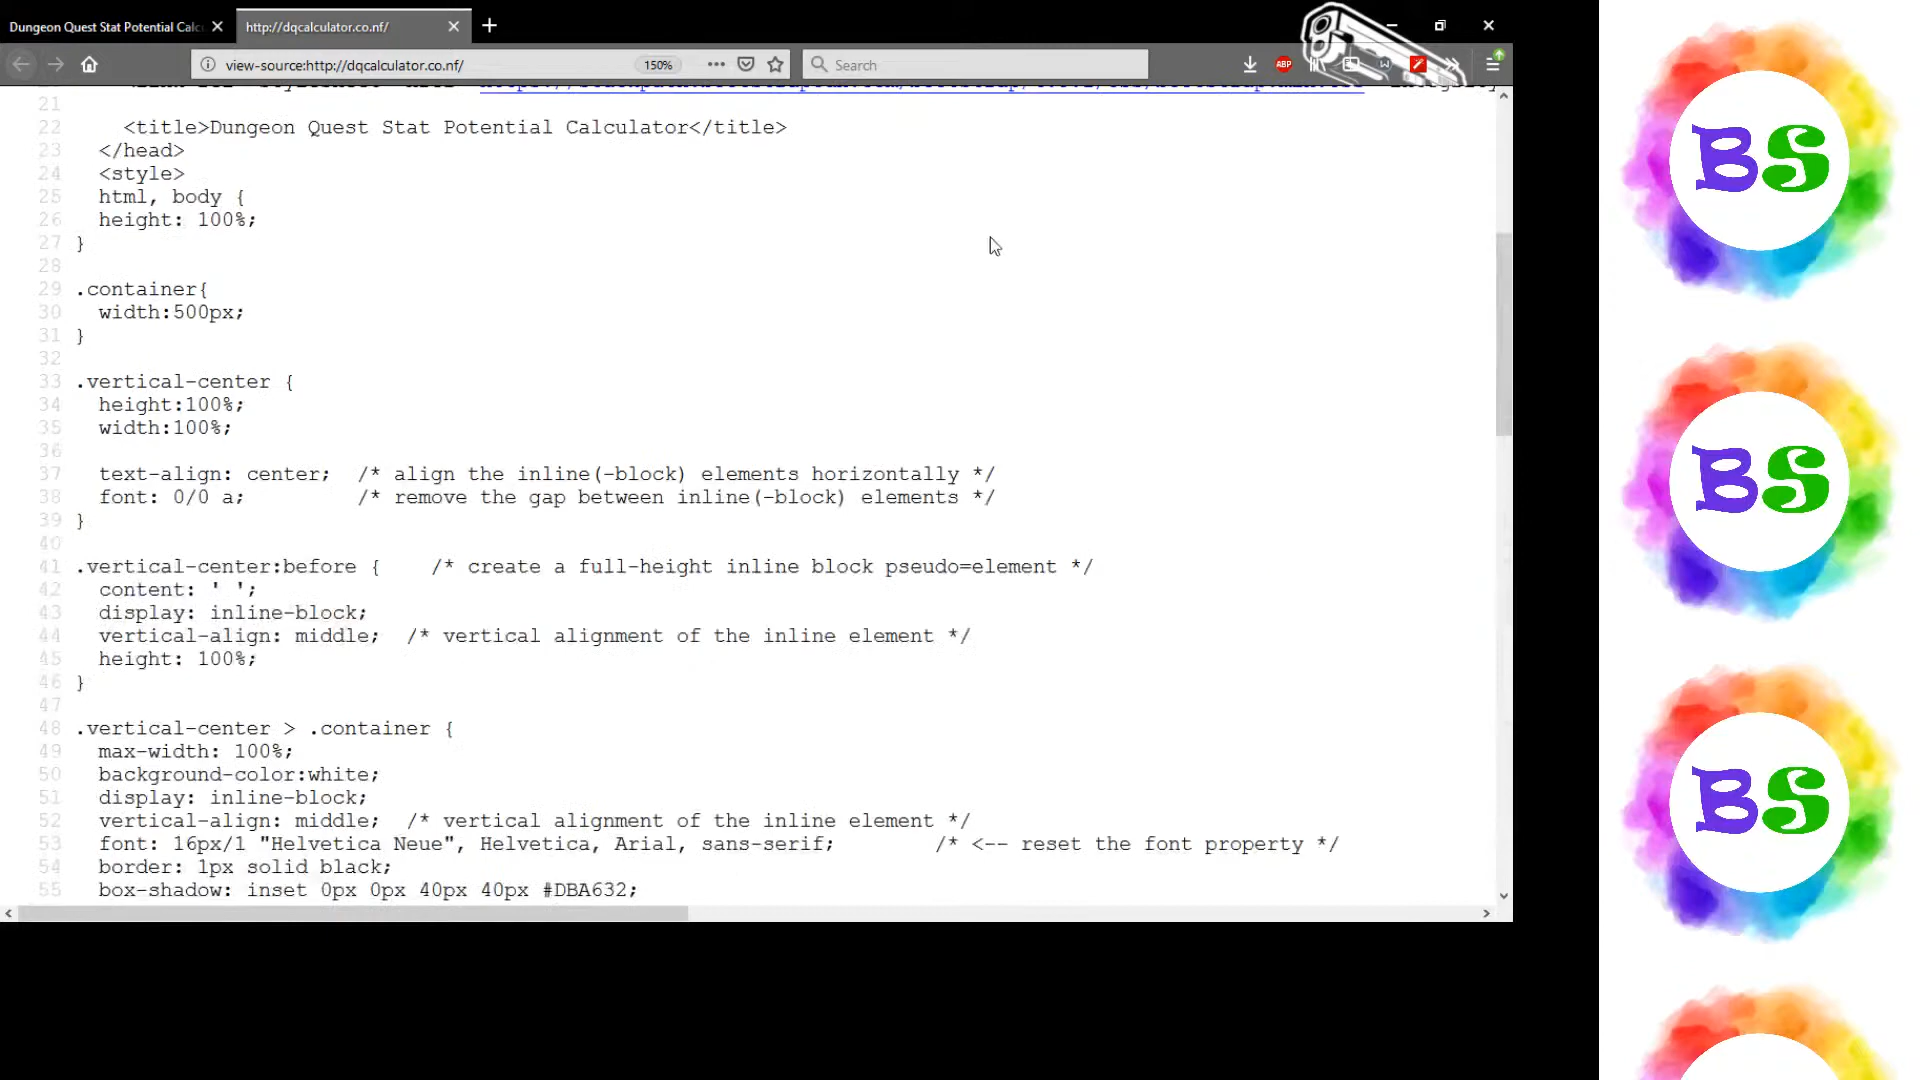 Dungeon Quest Stat Potential Calc
http://dqcalculator.co.nf/
view-source:http://dqcalculator.co.nf/
150%
Search
ABP
21
22 <title>Dungeon Quest Stat Potential Calculator</title>
23 </head>
24 <style>
25 html, body {
26 height: 100%;
27 }
28
29 .container{
30 width:500px;
31 }
32
33 .vertical-center {
34 height:100%;
35 width:100%;
36
37 text-align: center; /* align the inline(-block) elements horizontally */
38 font: 0/0 a; /* remove the gap between inline(-block) elements */
39 }
40
41 .vertical-center:before { /* create a full-height inline block pseudo=element */
42 content: ' ';
43 display: inline-block;
44 vertical-align: middle; /* vertical alignment of the inline element */
45 height: 100%;
46 }
47
48 .vertical-center > .container {
49 max-width: 100%;
50 background-color:white;
51 display: inline-block;
52 vertical-align: middle; /* vertical alignment of the inline element */
53 font: 16px/1 "Helvetica Neue", Helvetica, Arial, sans-serif; /* <-- reset the font property */
54 border: 1px solid black;
55 box-shadow: inset 0px 0px 40px 40px #DBA632;
BS
BS
BS